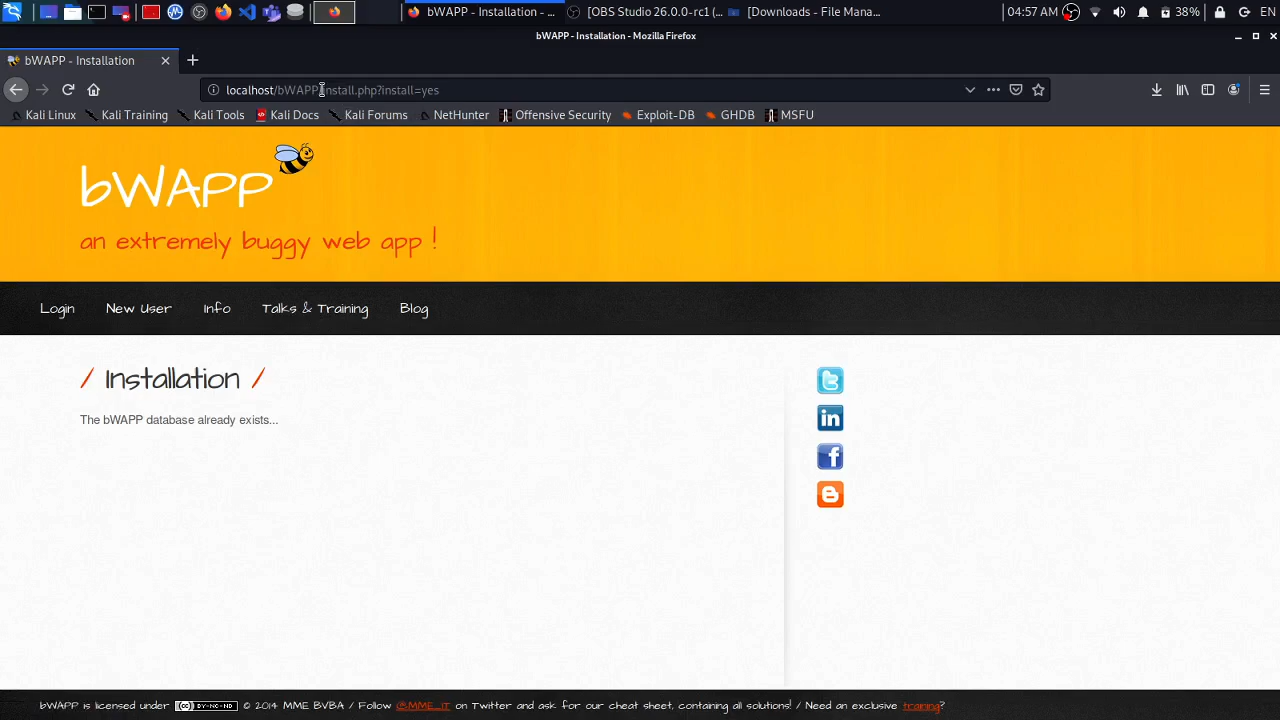 bWAPP - Installation - ...
[OBS Studio 26.0.0-rc1 (...
[Downloads - File Mana...
04:57 AM
38%
EN
bWAPP - Installation - Mozilla Firefox
bWAPP - Installation
localhost/bWAPP/install.php?install=yes
Kali Linux
Kali Training
Kali Tools
Kali Docs
Kali Forums
NetHunter
Offensive Security
Exploit-DB
GHDB
MSFU
bWAPP
an extremely buggy web app !
Login
New User
Info
Talks & Training
Blog
/ Installation /
The bWAPP database already exists...
bWAPP is licensed under (cc) BY-NC-ND © 2014 MME BVBA / Follow @MME_IT on Twitter and ask for our cheat sheet, containing all solutions! / Need an exclusive training?